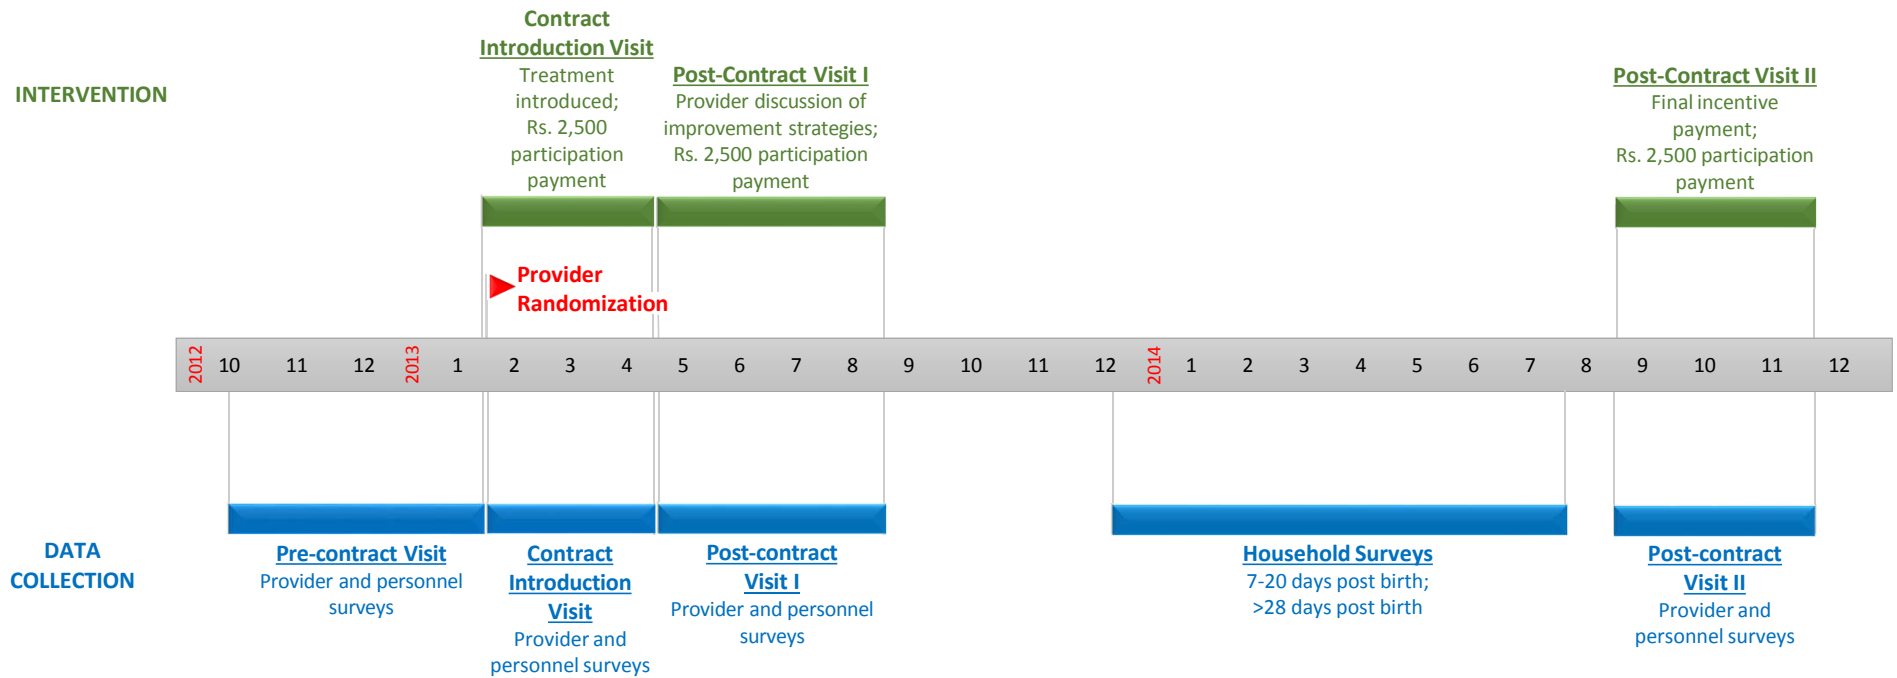 INTERVENTION
Contract
Introduction Visit
Treatment
introduced;
Rs. 2,500
participation
payment
Post-Contract Visit I
Provider discussion of
improvement strategies;
Rs. 2,500 participation
payment
Post-Contract Visit II
Final incentive
payment;
Rs. 2,500 participation
payment
Provider
Randomization
2012 10 11 12 2013 1 2 3 4 5 6 7 8 9 10 11 12 2014 1 2 3 4 5 6 7 8 9 10 11 12
DATA
COLLECTION
Pre-contract Visit
Provider and personnel
surveys
Contract
Introduction
Visit
Provider and
personnel surveys
Post-contract
Visit I
Provider and personnel
surveys
Household Surveys
7-20 days post birth;
>28 days post birth
Post-contract
Visit II
Provider and
personnel surveys